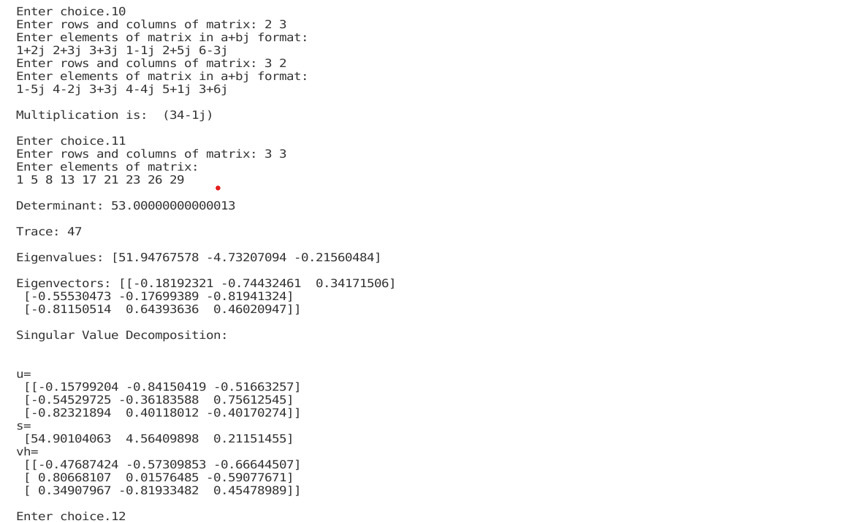 Enter choice.10
Enter rows and columns of matrix: 2 3
Enter elements of matrix in a+bj format:
1+2j 2+3j 3+3j 1-1j 2+5j 6-3j
Enter rows and columns of matrix: 3 2
Enter elements of matrix in a+bj format:
1-5j 4-2j 3+3j 4-4j 5+1j 3+6j
Multiplication is:  (34-1j)
Enter choice.11
Enter rows and columns of matrix: 3 3
Enter elements of matrix:
1 5 8 13 17 21 23 26 29
Determinant: 53.00000000000013
Trace: 47
Eigenvalues: [51.94767578 -4.73207094 -0.21560484]
Eigenvectors: [[-0.18192321 -0.74432461  0.34171506]
 [-0.55530473 -0.17699389 -0.81941324]
 [-0.81150514  0.64393636  0.46020947]]
Singular Value Decomposition:
u=
 [[-0.15799204 -0.84150419 -0.51663257]
 [-0.54529725 -0.36183588  0.75612545]
 [-0.82321894  0.40118012 -0.40170274]]
s=
 [54.90104063  4.56409898  0.21151455]
vh=
 [[-0.47687424 -0.57309853 -0.66644507]
 [ 0.80668107  0.01576485 -0.59077671]
 [ 0.34907967 -0.81933482  0.45478989]]
Enter choice.12